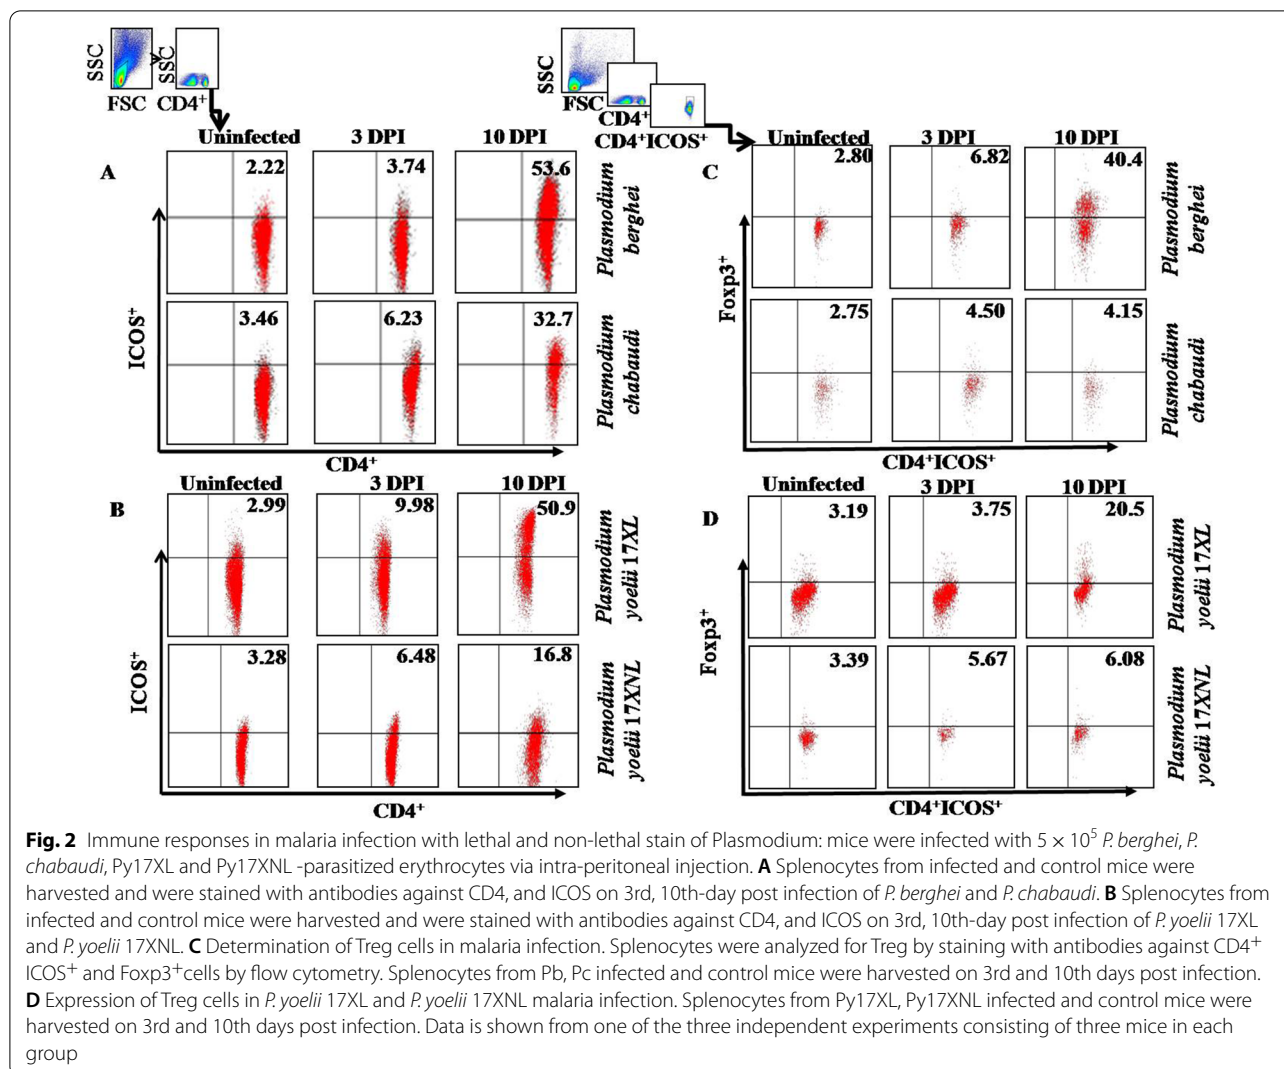 SSC
SSC
FSC
CD4⁺
SSC
FSC
CD4⁺
CD4⁺ICOS⁺
Uninfected
3 DPI
10 DPI
A
2.22
3.74
53.6
Plasmodium
berghei
ICOS⁺
3.46
6.23
32.7
Plasmodium
chabaudi
CD4⁺
Uninfected
3 DPI
10 DPI
C
2.80
6.82
40.4
Plasmodium
berghei
Foxp3⁺
2.75
4.50
4.15
Plasmodium
chabaudi
CD4⁺ICOS⁺
Uninfected
3 DPI
10 DPI
B
2.99
9.98
50.9
Plasmodium
yoelii 17XL
ICOS⁺
3.28
6.48
16.8
Plasmodium
yoelii 17XNL
CD4⁺
Uninfected
3 DPI
10 DPI
D
3.19
3.75
20.5
Plasmodium
yoelii 17XL
Foxp3⁺
3.39
5.67
6.08
Plasmodium
yoelii 17XNL
CD4⁺ICOS⁺
Fig. 2 Immune responses in malaria infection with lethal and non-lethal stain of Plasmodium: mice were infected with 5 × 10⁵ P. berghei, P.
chabaudi, Py17XL and Py17XNL -parasitized erythrocytes via intra-peritoneal injection. A Splenocytes from infected and control mice were
harvested and were stained with antibodies against CD4, and ICOS on 3rd, 10th-day post infection of P. berghei and P. chabaudi. B Splenocytes from
infected and control mice were harvested and were stained with antibodies against CD4, and ICOS on 3rd, 10th-day post infection of P. yoelii 17XL
and P. yoelii 17XNL. C Determination of Treg cells in malaria infection. Splenocytes were analyzed for Treg by staining with antibodies against CD4⁺
ICOS⁺ and Foxp3⁺cells by flow cytometry. Splenocytes from Pb, Pc infected and control mice were harvested on 3rd and 10th days post infection.
D Expression of Treg cells in P. yoelii 17XL and P. yoelii 17XNL malaria infection. Splenocytes from Py17XL, Py17XNL infected and control mice were
harvested on 3rd and 10th days post infection. Data is shown from one of the three independent experiments consisting of three mice in each
group